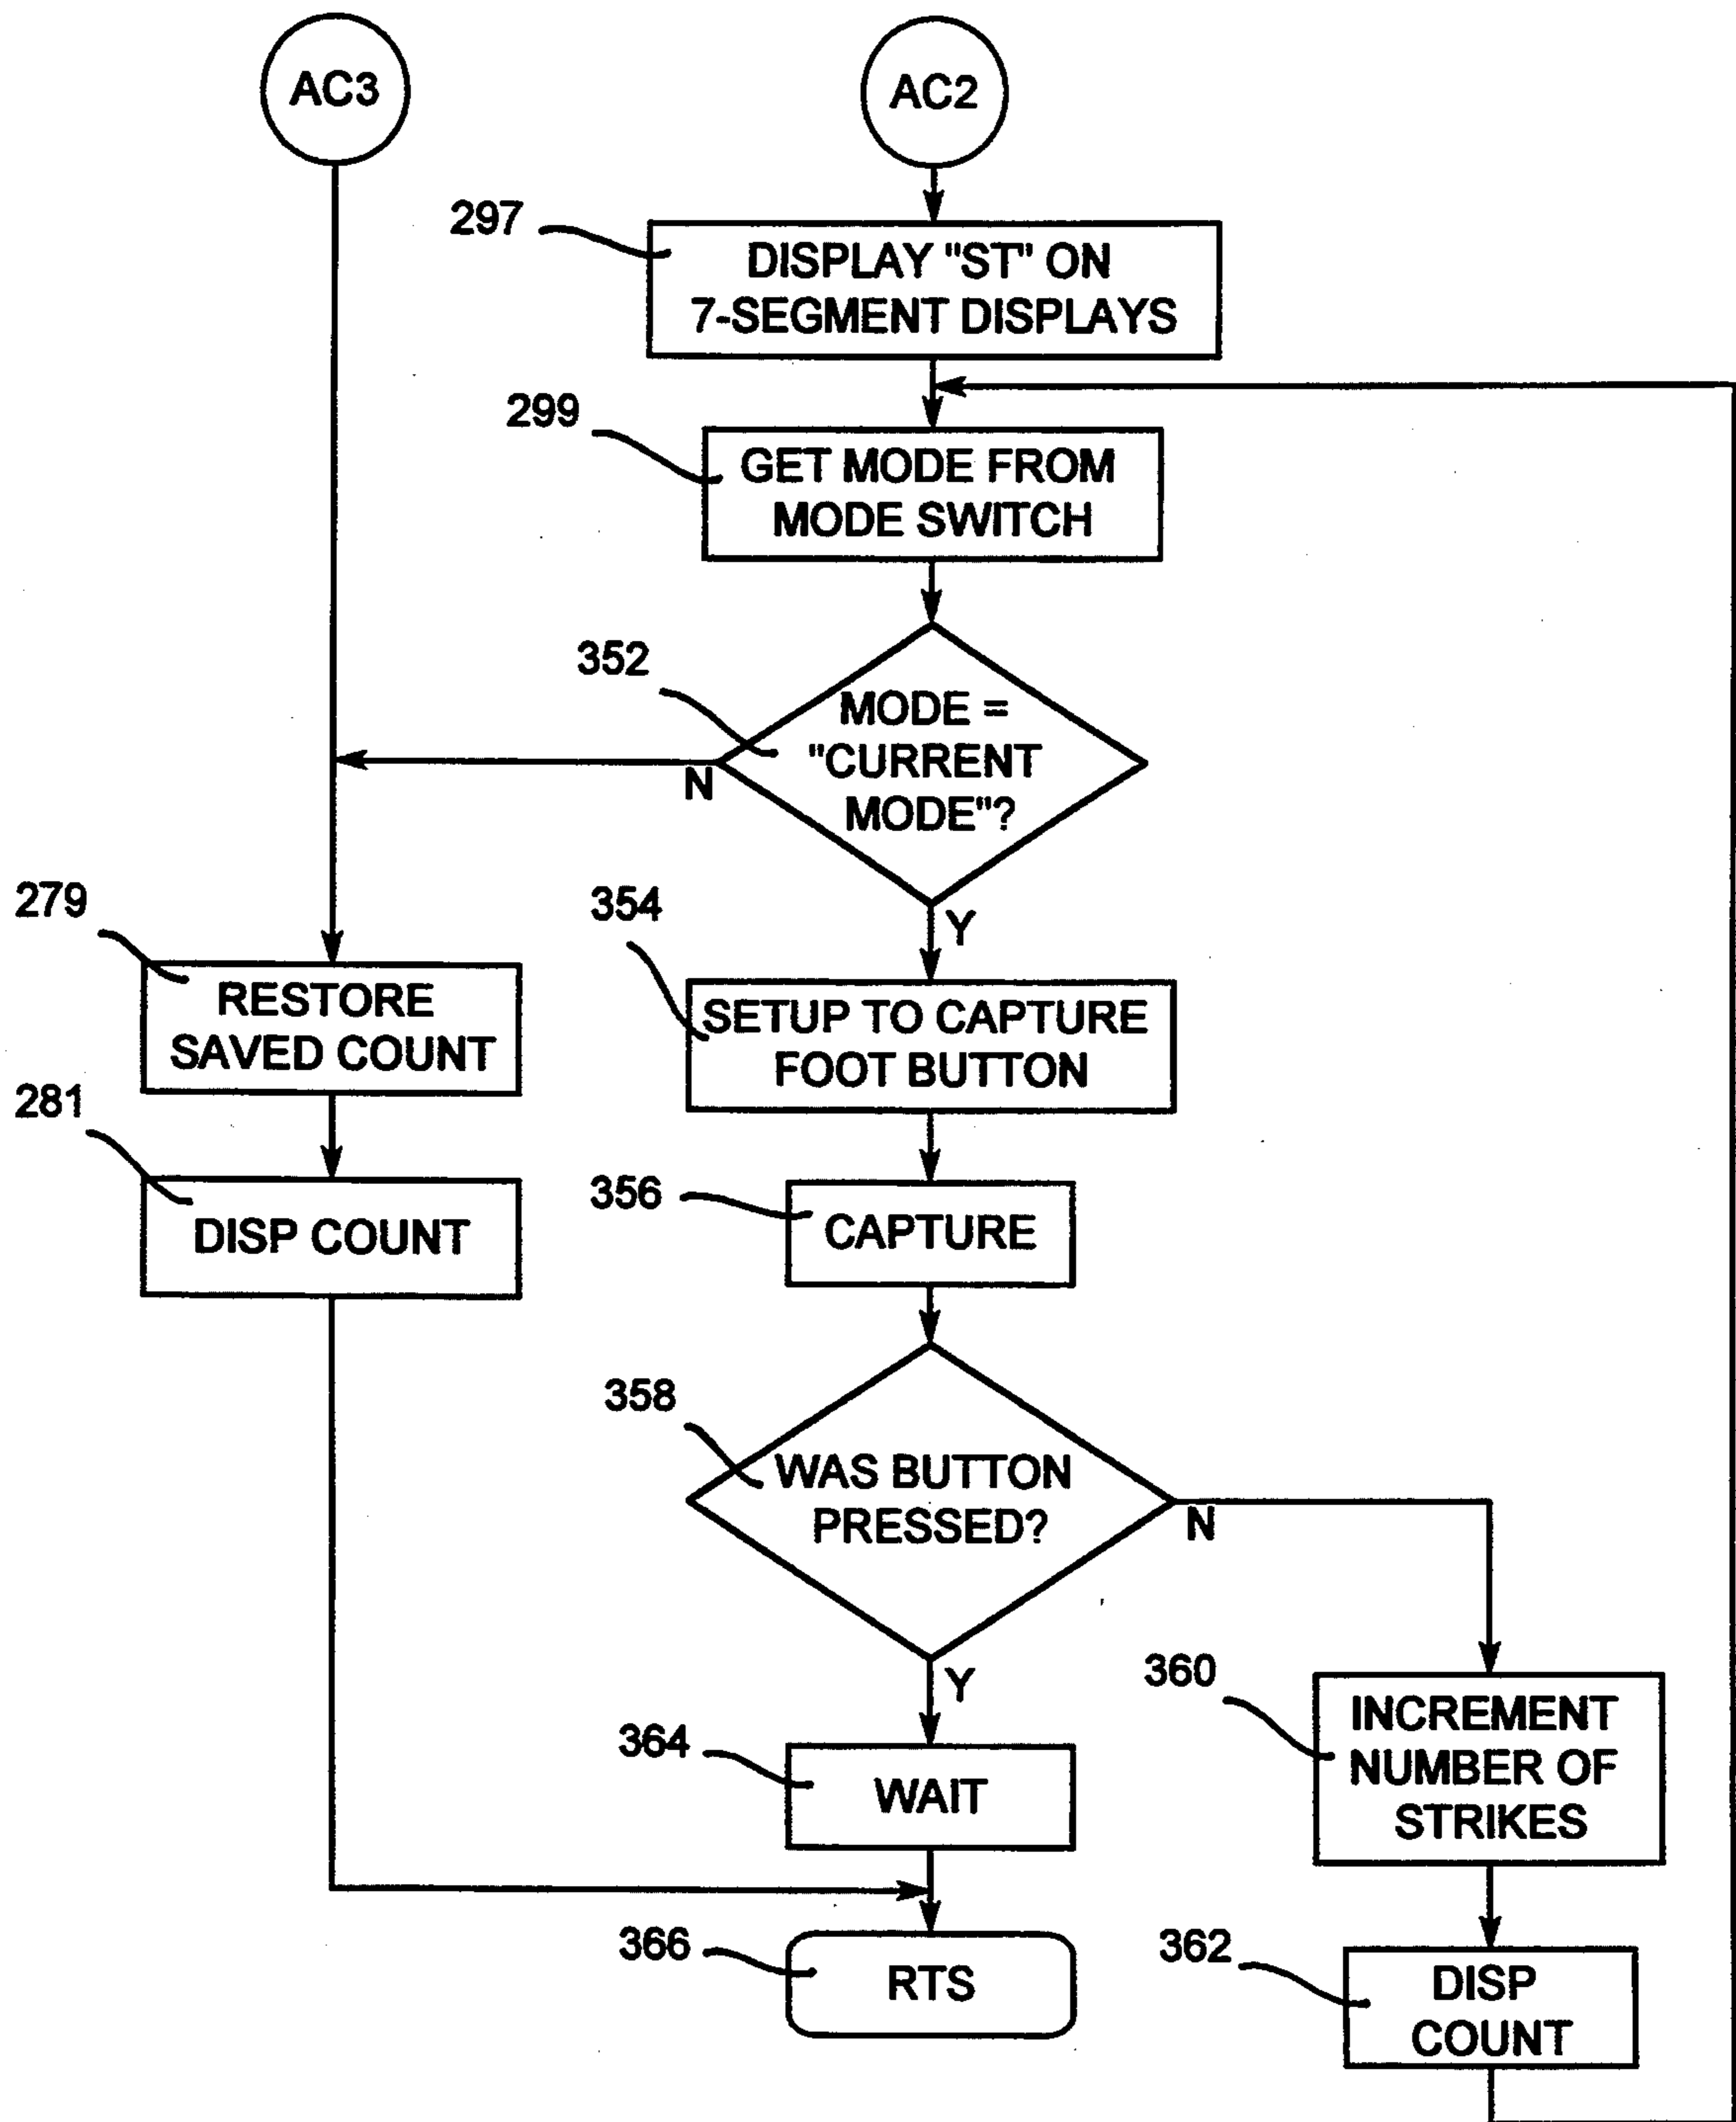 AC3
AC2
297
DISPLAY "ST" ON
7-SEGMENT DISPLAYS
299
GET MODE FROM
MODE SWITCH
352
MODE =
"CURRENT
MODE"?
N
Y
279
RESTORE
SAVED COUNT
354
SETUP TO CAPTURE
FOOT BUTTON
281
DISP COUNT
356
CAPTURE
358
WAS BUTTON
PRESSED?
N
Y
360
INCREMENT
NUMBER OF
STRIKES
364
WAIT
366
RTS
362
DISP
COUNT